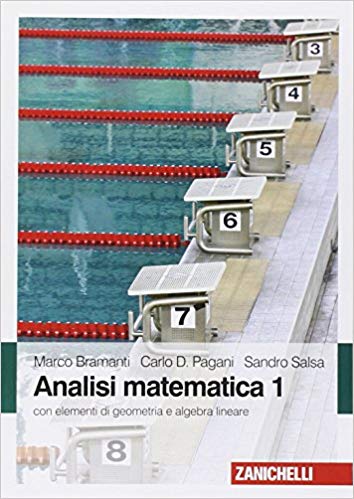 3
4
5
6
7
Marco Bramanti Carlo D. Pagani Sandro Salsa
Analisi matematica 1
con elementi di geometria e algebra lineare
8
ZANICHELLI